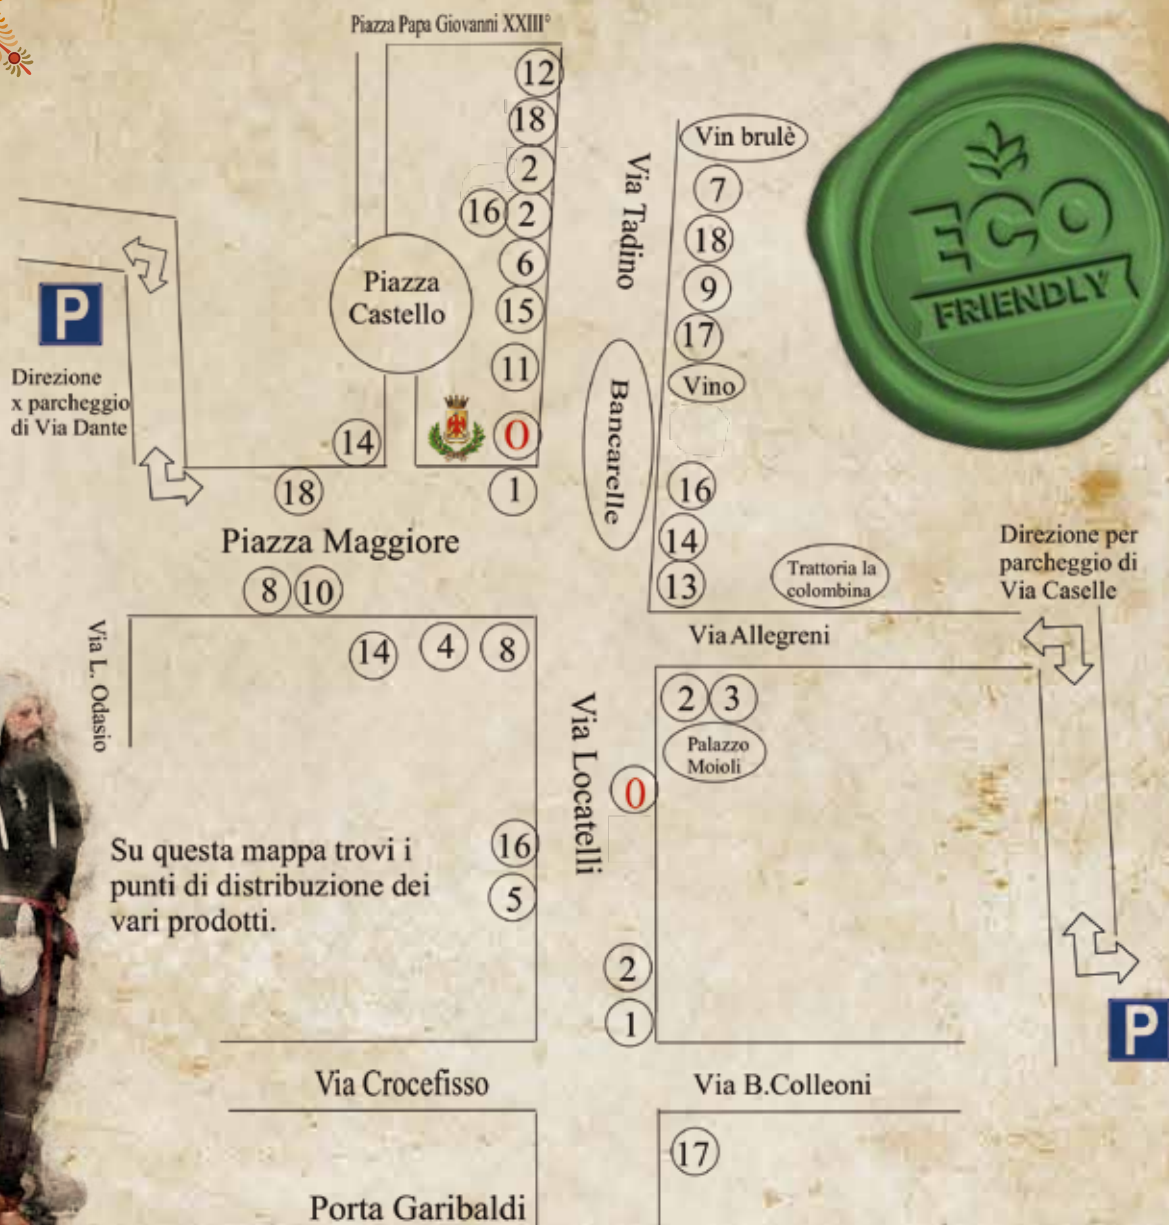 Piazza Papa Giovanni XXIII°
12
18
2
16 2
6
15
11
0
1
Piazza
Castello
14
18
Piazza Maggiore
8 10
14 4 8
Via L. Odasio
P
Direzione
x parcheggio
di Via Dante
Via Tadino
Vin brulè
7
18
9
17
Vino
Bancarelle
16
14
13
Trattoria la
colombina
ECO
FRIENDLY
Direzione per
parcheggio di
Via Caselle
Via Allegreni
2 3
Palazzo
Moioli
0
Via Locatelli
Su questa mappa trovi i
punti di distribuzione dei
vari prodotti.
16
5
2
1
P
Via Crocefisso
Via B.Colleoni
17
Porta Garibaldi